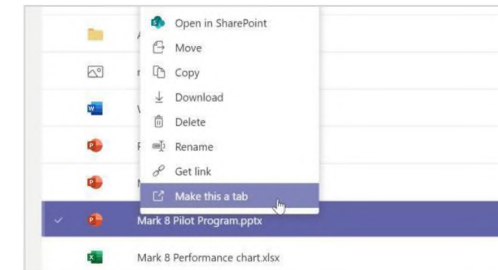 Open in SharePoint
Move
Copy
Download
Delete
Rename
Get link
Make this a tab
Mark 8 Pilot Program.pptx
Mark 8 Performance chart.xlsx